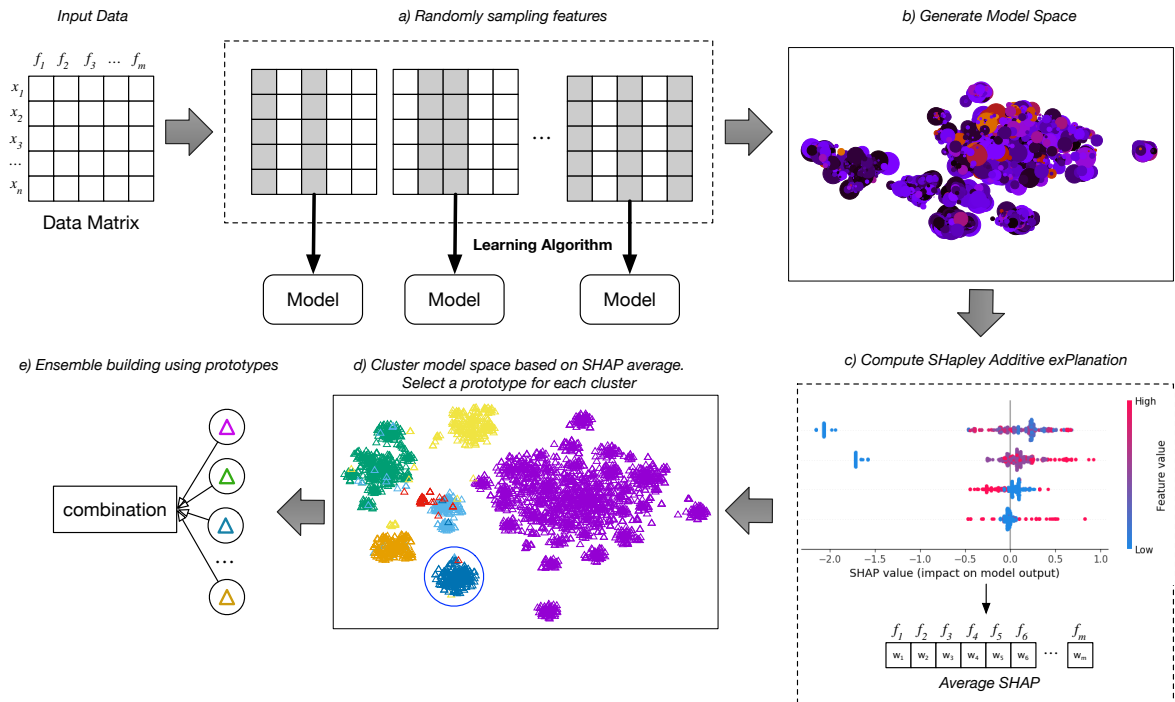 Input Data
f1 f2 f3 ... fm
x1
x2
x3
...
xn
Data Matrix
a) Randomly sampling features
...
Learning Algorithm
Model
Model
Model
b) Generate Model Space
c) Compute SHapley Additive exPlanation
High
Feature value
Low
-2.0 -1.5 -1.0 -0.5 0.0 0.5 1.0
SHAP value (impact on model output)
f1 f2 f3 f4 f5 f6 fm
w1 w2 w3 w4 w5 w6 ... wm
Average SHAP
d) Cluster model space based on SHAP average.
Select a prototype for each cluster
e) Ensemble building using prototypes
combination
...